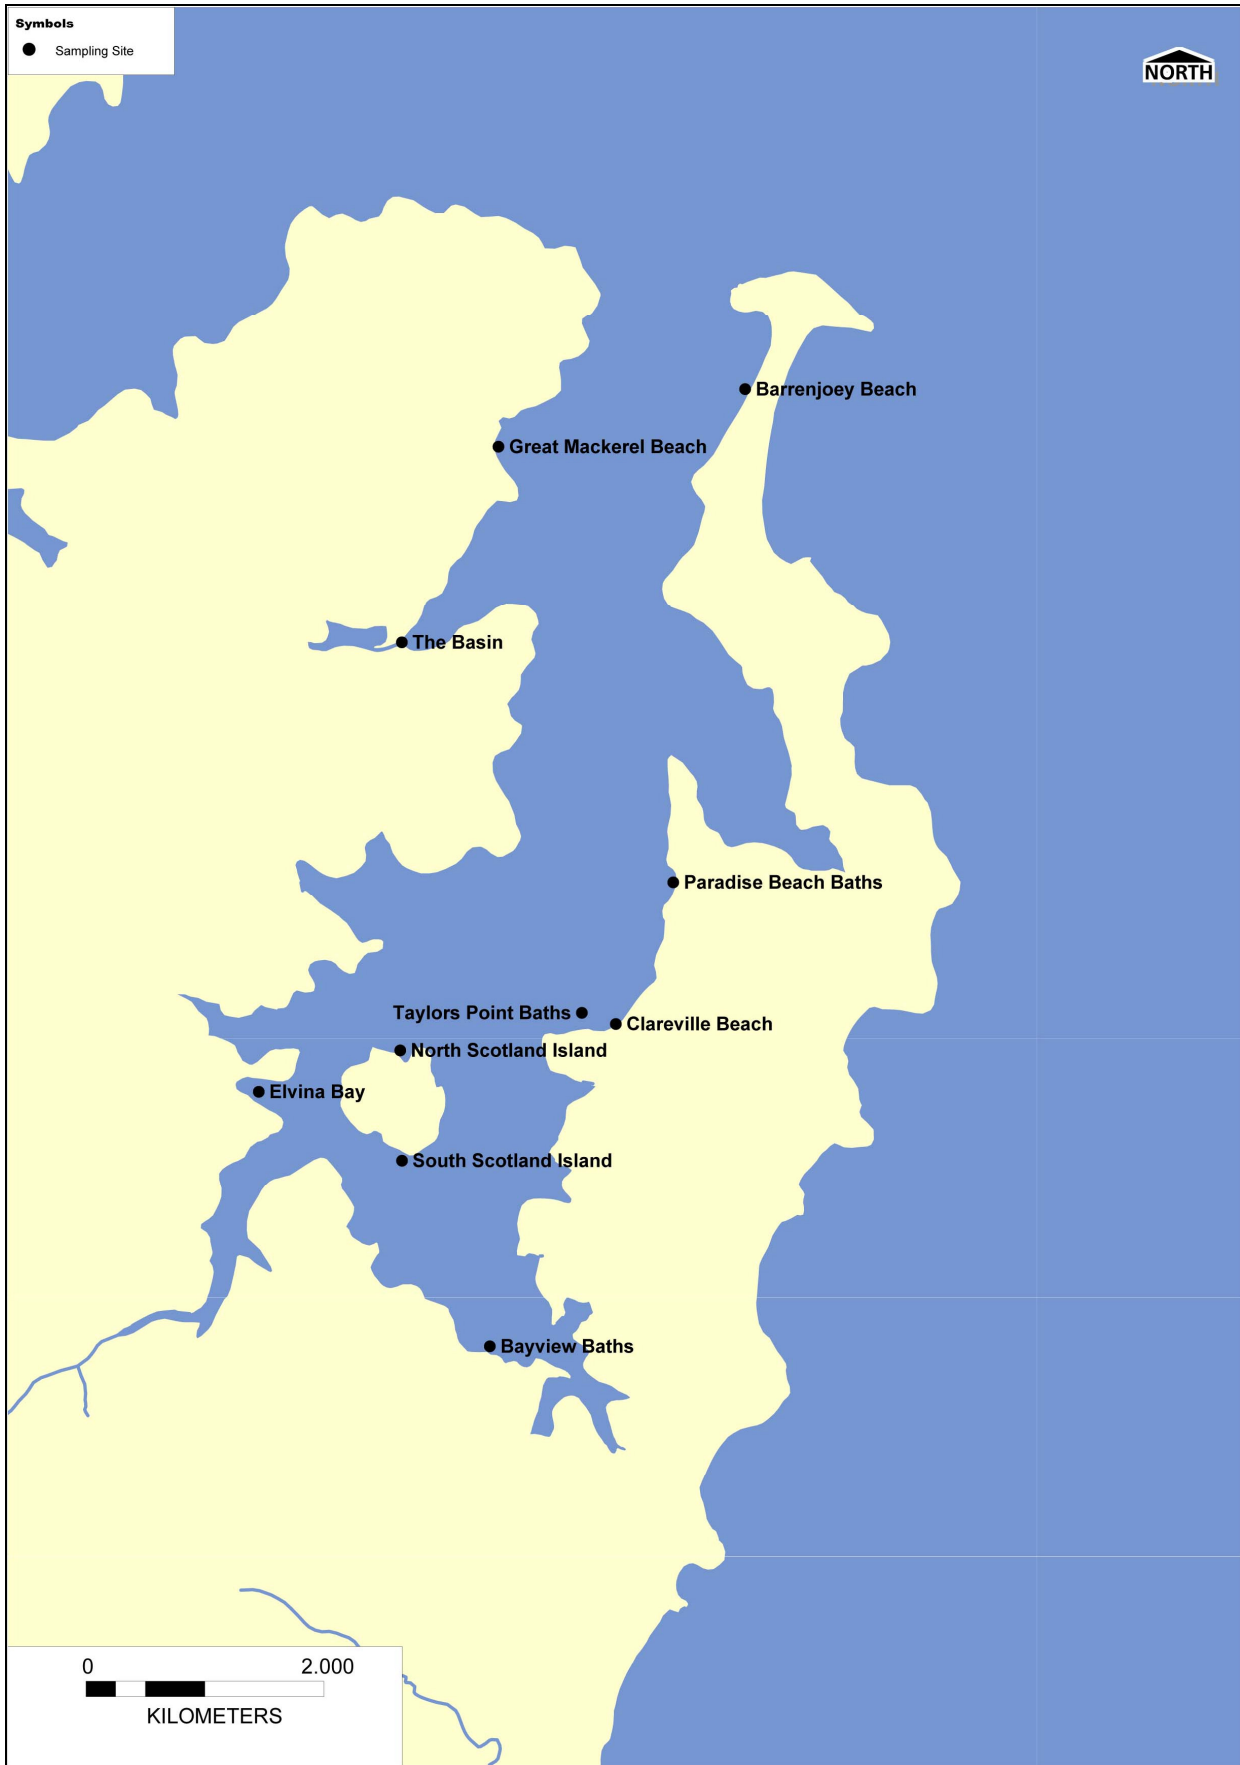 Symbols
Sampling Site
NORTH
Barrenjoey Beach
Great Mackerel Beach
The Basin
Paradise Beach Baths
Taylors Point Baths
Clareville Beach
North Scotland Island
Elvina Bay
South Scotland Island
Bayview Baths
0 2.000
KILOMETERS